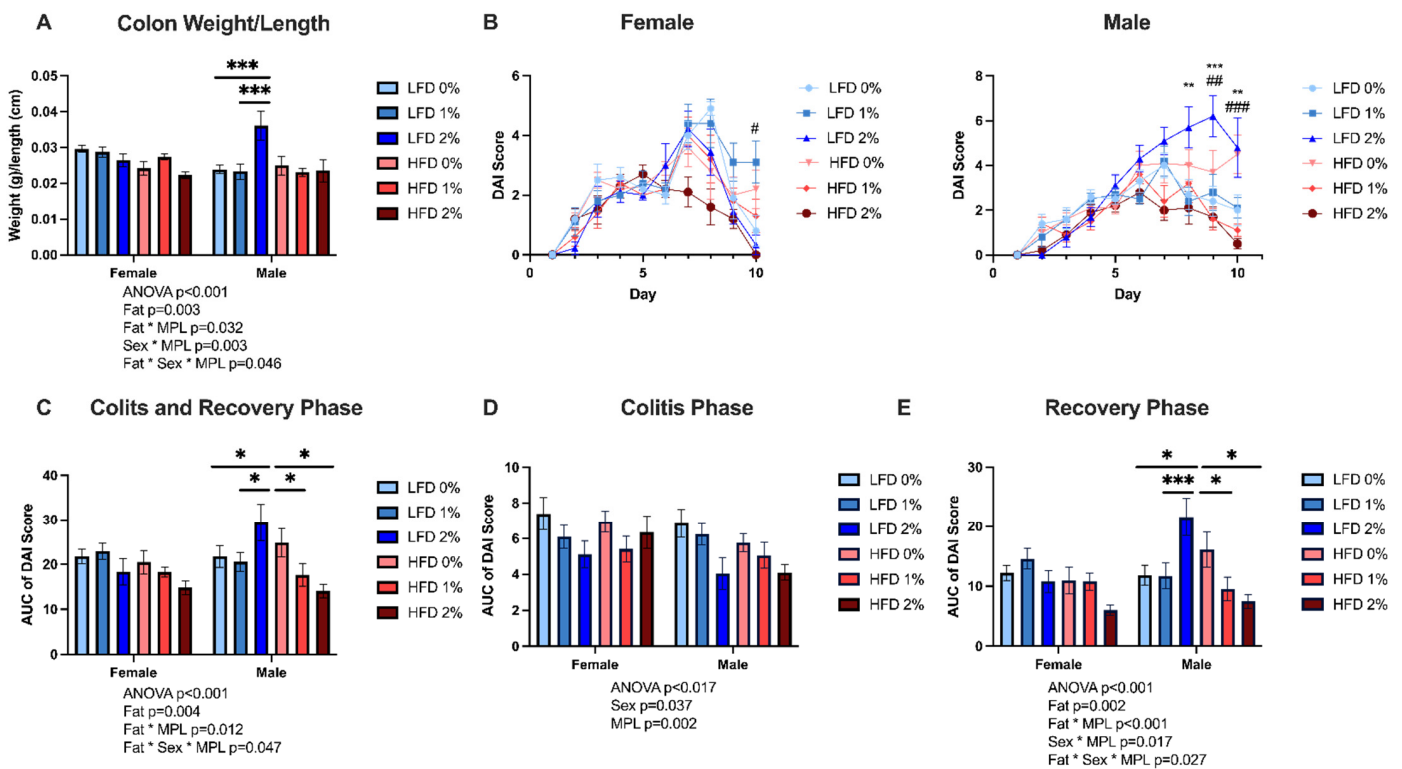 A Colon Weight/Length
Weight (g)/length (cm)
0.05
0.04
0.03
0.02
0.01
0.00
***
***
Female Male
LFD 0%
LFD 1%
LFD 2%
HFD 0%
HFD 1%
HFD 2%
ANOVA p<0.001
Fat p=0.003
Fat * MPL p=0.032
Sex * MPL p=0.003
Fat * Sex * MPL p=0.046
B Female
DAI Score
6
4
2
0
#
0 5 10
Day
LFD 0%
LFD 1%
LFD 2%
HFD 0%
HFD 1%
HFD 2%
Male
DAI Score
8
6
4
2
0
**
***
##
**
###
0 5 10
Day
LFD 0%
LFD 1%
LFD 2%
HFD 0%
HFD 1%
HFD 2%
C Colits and Recovery Phase
AUC of DAI Score
40
30
20
10
0
* *
* *
Female Male
LFD 0%
LFD 1%
LFD 2%
HFD 0%
HFD 1%
HFD 2%
ANOVA p<0.001
Fat p=0.004
Fat * MPL p=0.012
Fat * Sex * MPL p=0.047
D Colitis Phase
AUC of DAI Score
10
8
6
4
2
0
Female Male
LFD 0%
LFD 1%
LFD 2%
HFD 0%
HFD 1%
HFD 2%
ANOVA p<0.017
Sex p=0.037
MPL p=0.002
E Recovery Phase
AUC of DAI Score
30
20
10
0
* *
*** *
Female Male
LFD 0%
LFD 1%
LFD 2%
HFD 0%
HFD 1%
HFD 2%
ANOVA p<0.001
Fat p=0.002
Fat * MPL p<0.001
Sex * MPL p=0.017
Fat * Sex * MPL p=0.027